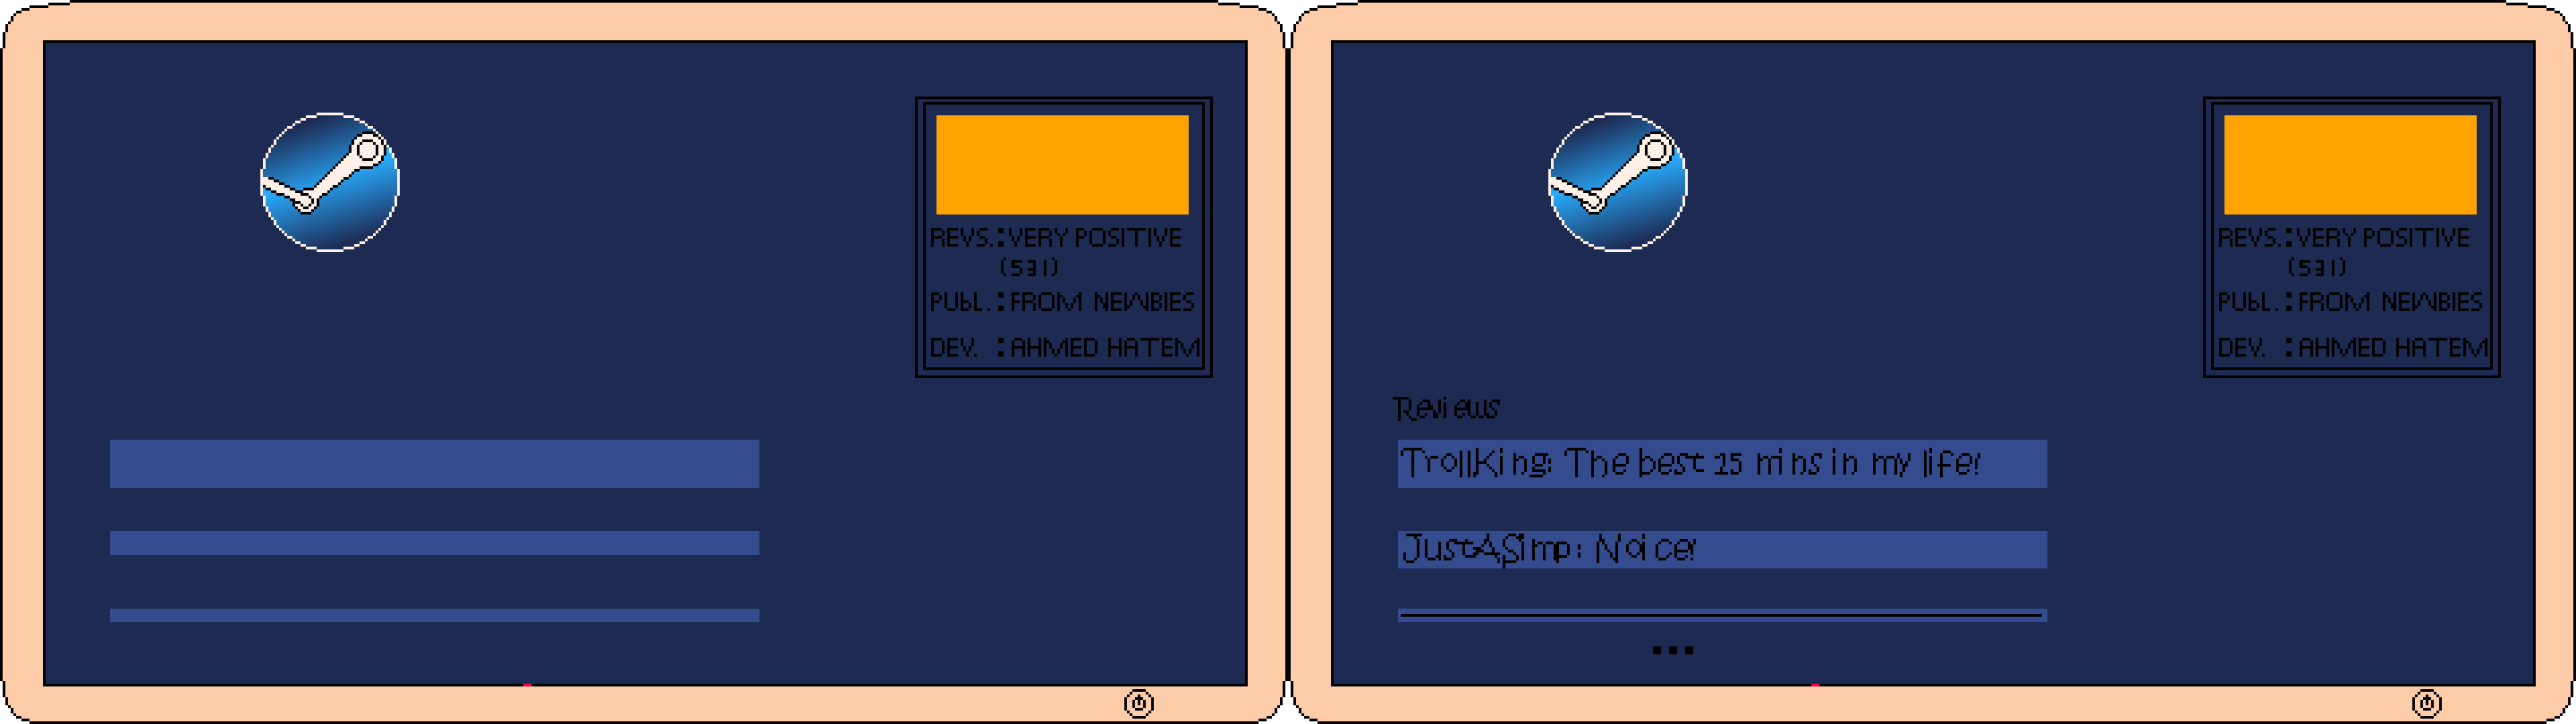 REVS.:VERY POSITIVE
(531)
PUbL.:FROM NEWBIES
DEV. :AHMED HATEM
REVS.:VERY POSITIVE
(531)
PUbL.:FROM NEWBIES
DEV. :AHMED HATEM
Reviews
TrollKing: The best 15 mins in my life!
JustASimp: Noice!
...